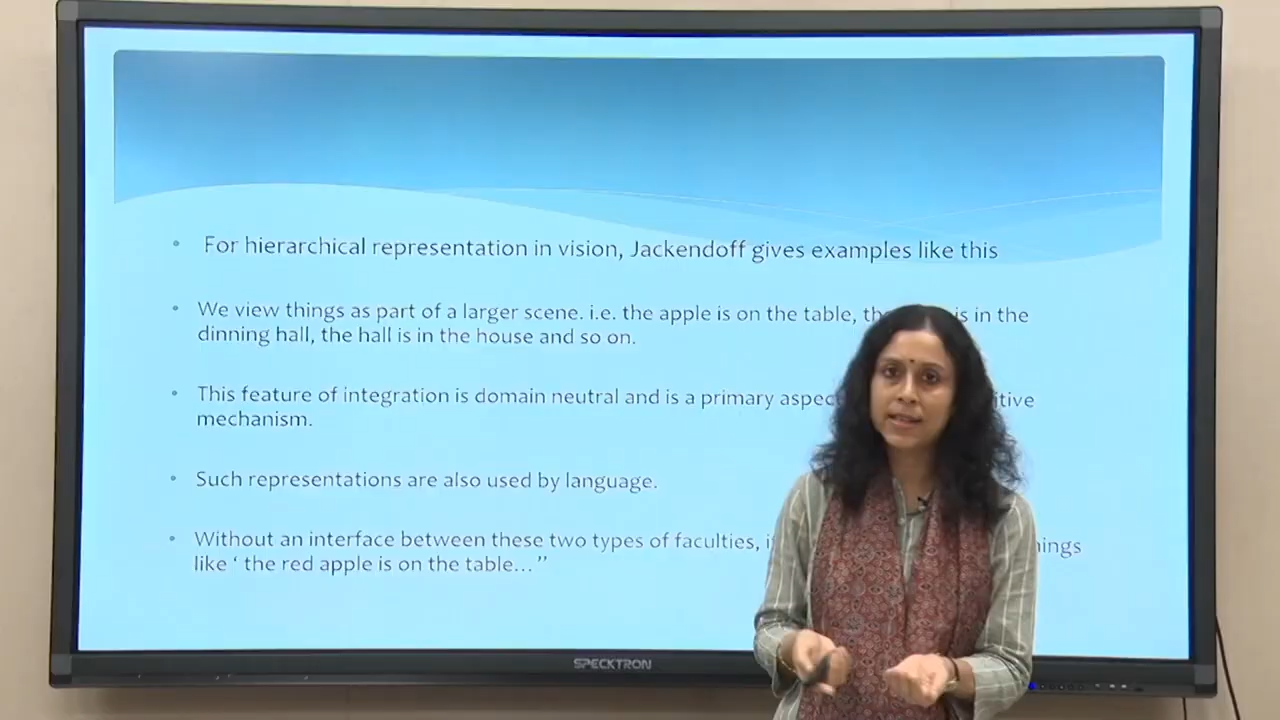 For hierarchical representation in vision, Jackendoff gives examples like this
We view things as part of a larger scene. i.e. the apple is on the table, is in the
dinning hall, the hall is in the house and so on.
This feature of integration is domain neutral and is a primary
mechanism.
Such representations are also used by language.
Without an interface between these two types of faculties,
like ‘ the red apple is on the table... ”
SPECKTRON